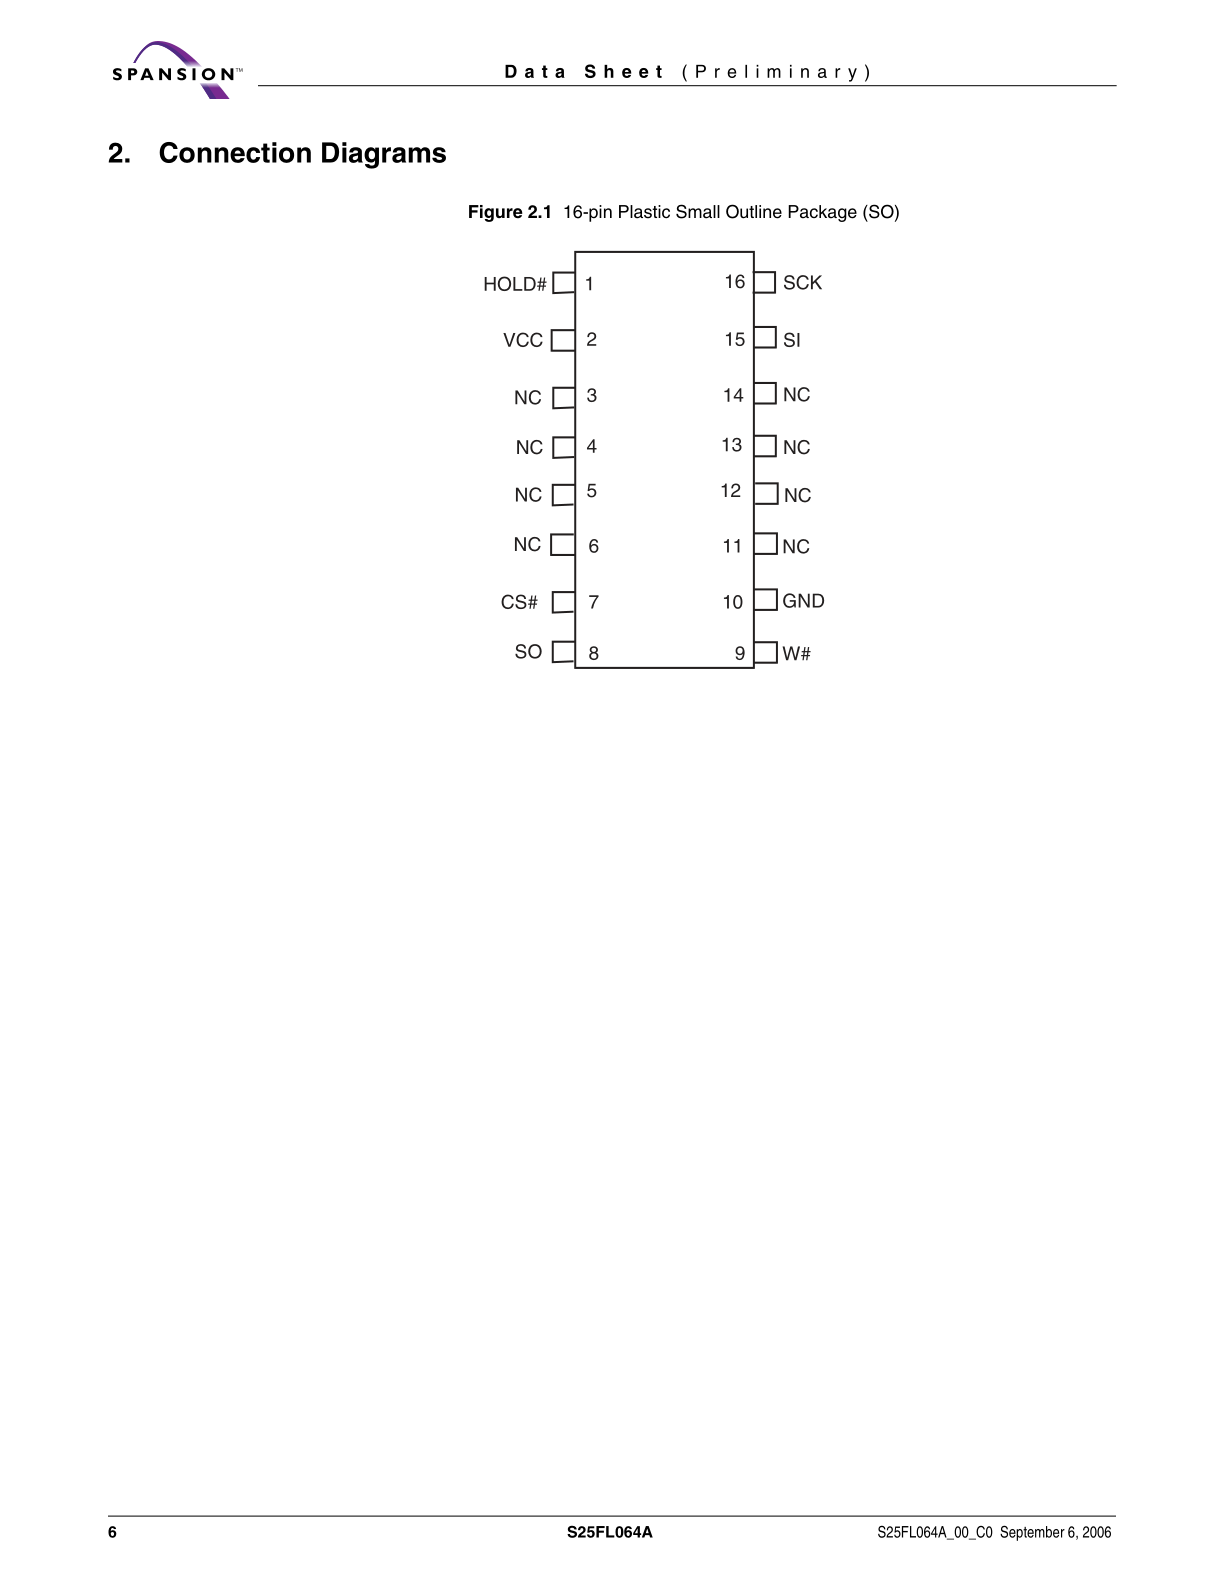 SPANSION™
Data Sheet (Preliminary)
2. Connection Diagrams
Figure 2.1 16-pin Plastic Small Outline Package (SO)
HOLD# 1 16 SCK
VCC 2 15 SI
NC 3 14 NC
NC 4 13 NC
NC 5 12 NC
NC 6 11 NC
CS# 7 10 GND
SO 8 9 W#
6 S25FL064A S25FL064A_00_C0 September 6, 2006